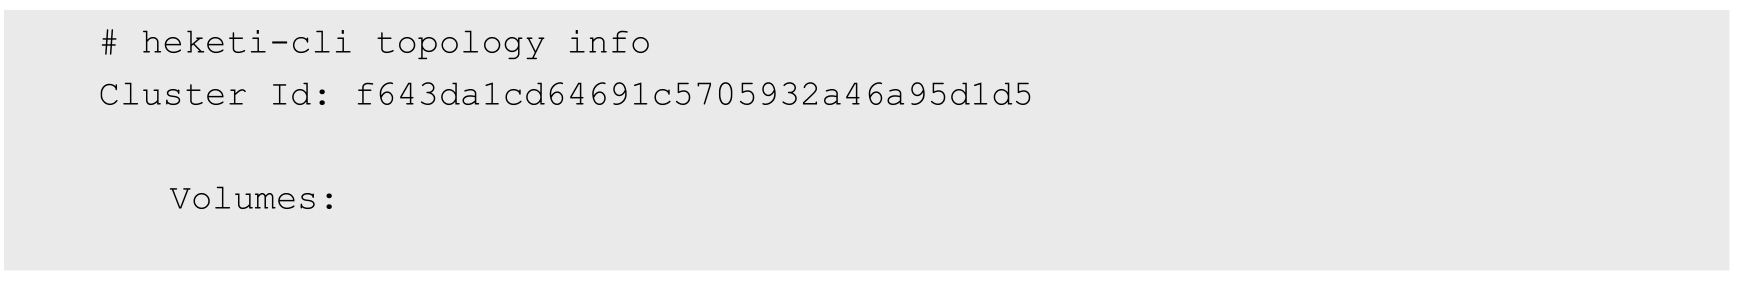 # heketi-cli topology info
Cluster Id: f643da1cd64691c5705932a46a95d1d5
Volumes: